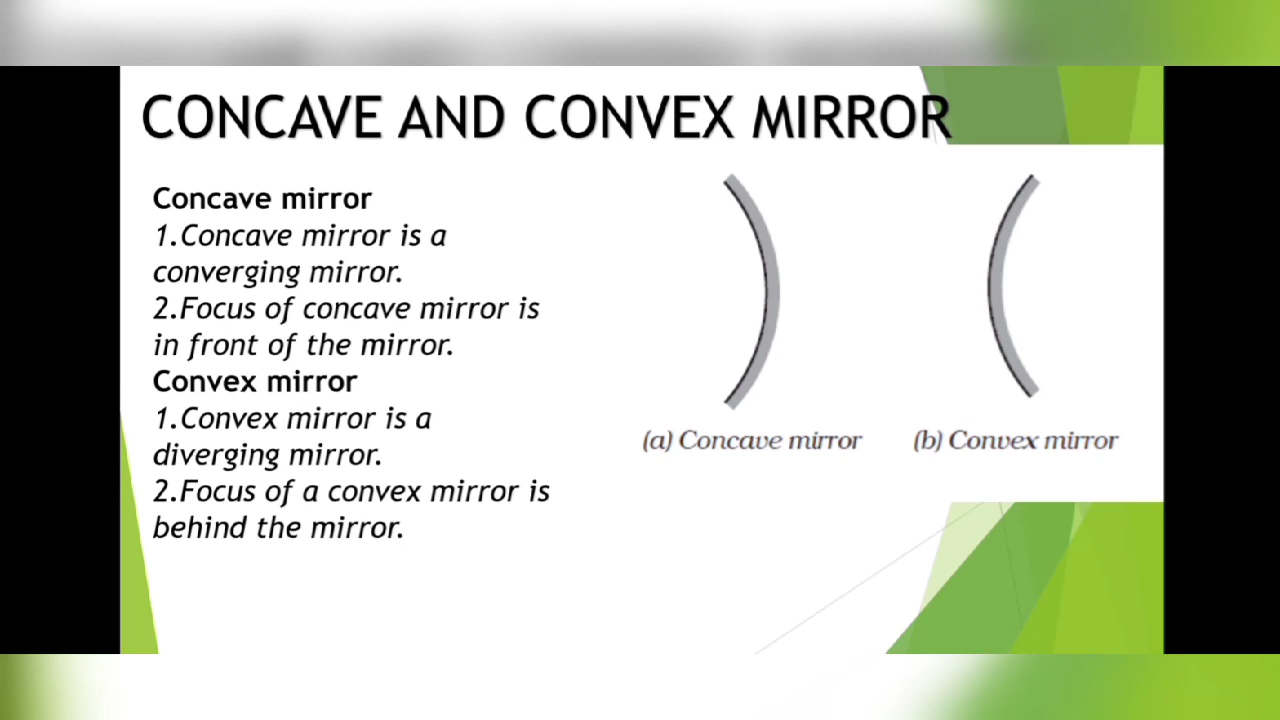 CONCAVE AND CONVEX MIRROR
Concave mirror
1.Concave mirror is a
converging mirror.
2.Focus of concave mirror is
in front of the mirror.
Convex mirror
1.Convex mirror is a
diverging mirror.
2.Focus of a convex mirror is
behind the mirror.
(a) Concave mirror
(b) Convex mirror